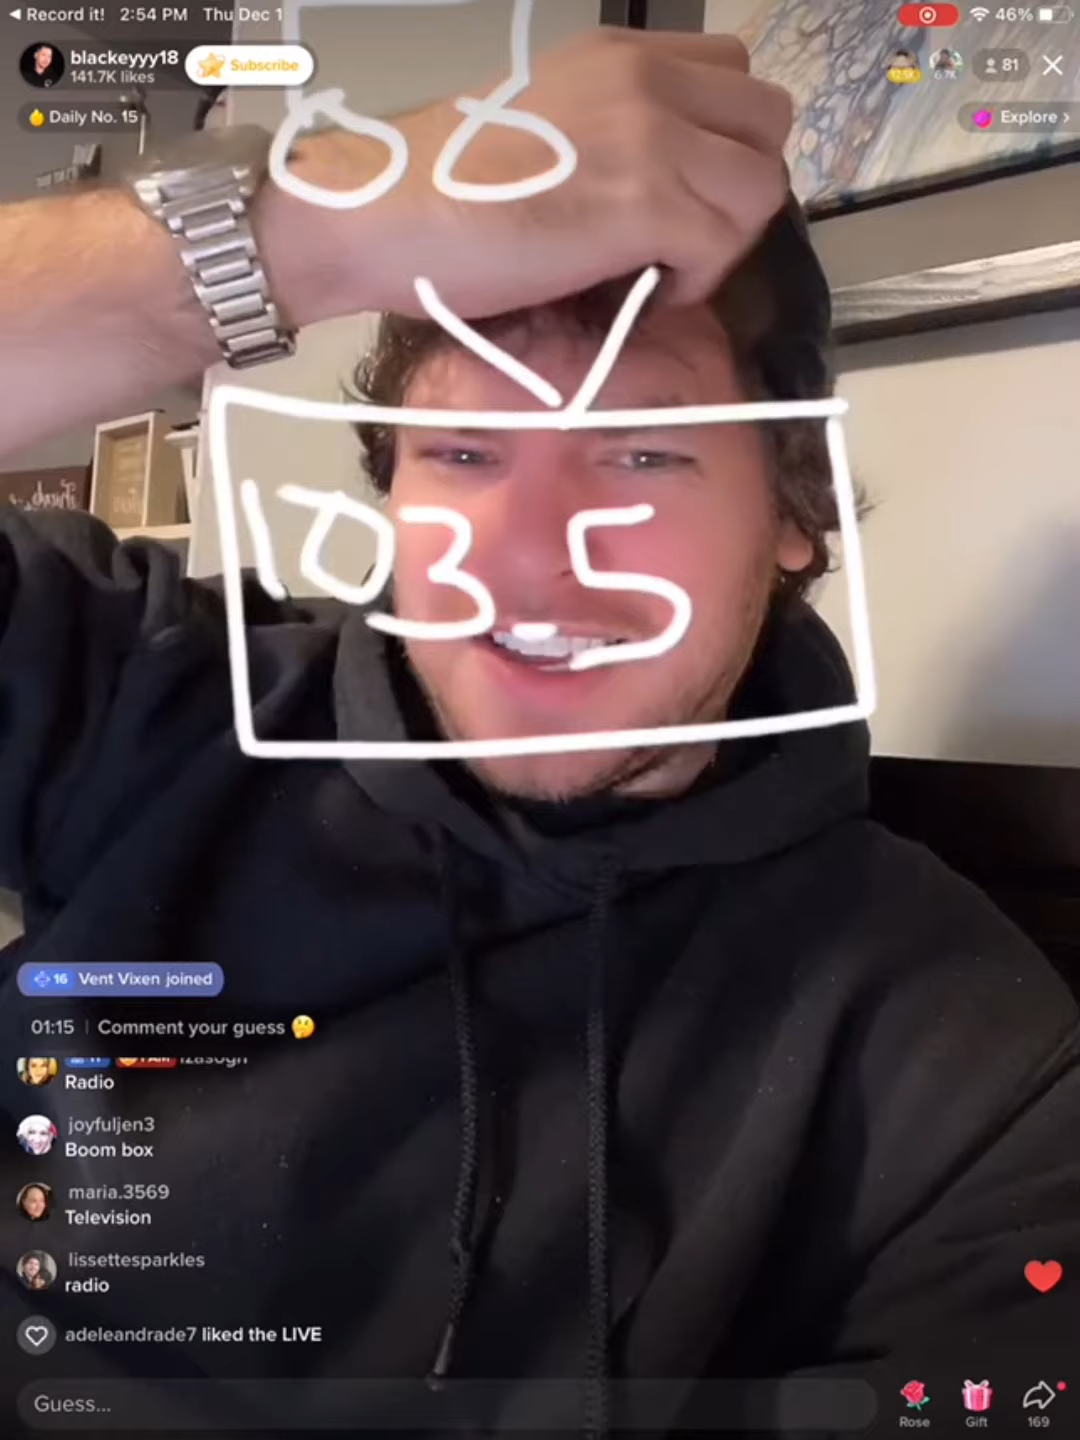 Record it! 2:54 PM Thu Dec 1 46%
blackeyyy18
141.7K likes
Subscribe
81
Daily No. 15
Explore
103.5
16 Vent Vixen joined
01:15 | Comment your guess 🤔
Radio
joyfuljen3
Boom box
maria.3569
Television
lissettesparkles
radio
adeleandrade7 liked the LIVE
Guess...
Rose Gift 169